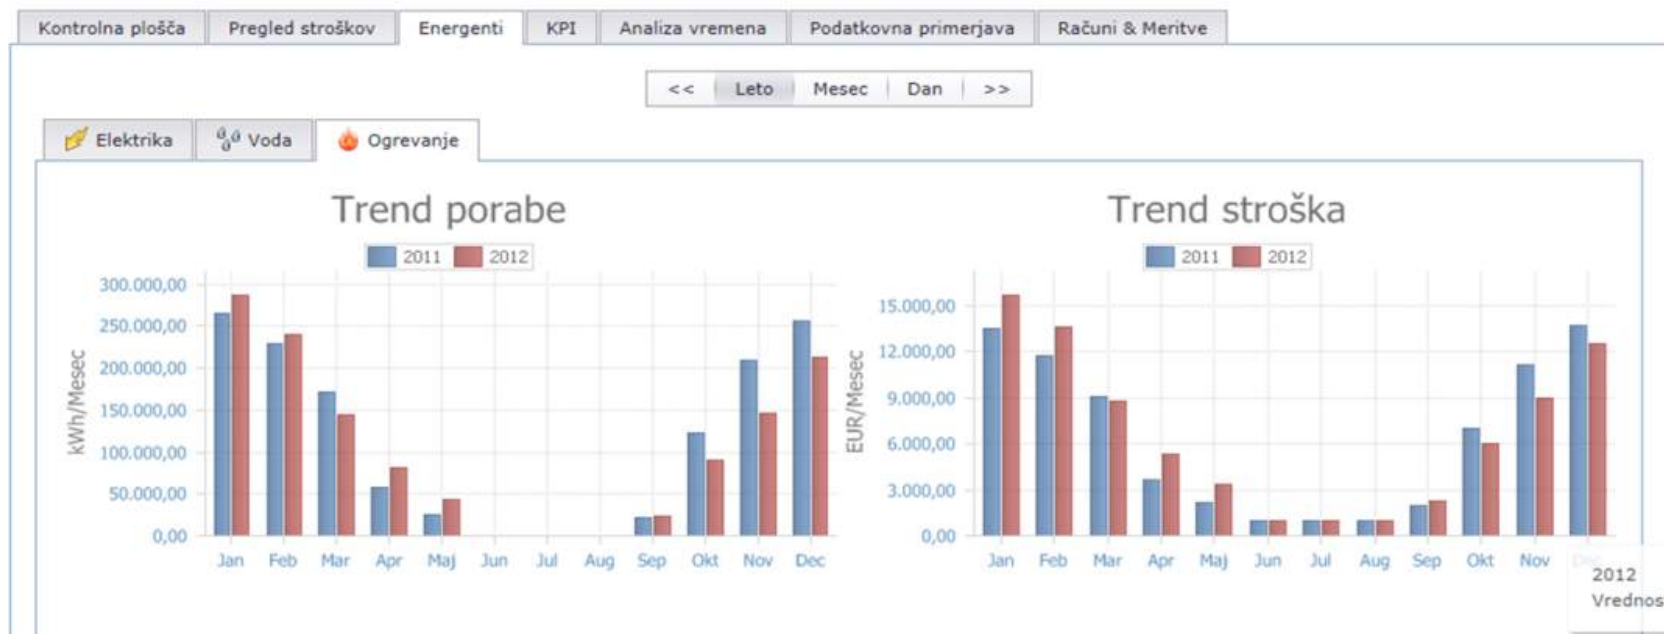 Kontrolna plošča Pregled stroškov Energenti KPI Analiza vremena Podatkovna primerjava Računi & Meritve
<< Leto Mesec Dan >>
Elektrika Voda Ogrevanje
Trend porabe
2011 2012
kWh/Mesec
300.000,00
250.000,00
200.000,00
150.000,00
100.000,00
50.000,00
0,00
Jan Feb Mar Apr Maj Jun Jul Aug Sep Okt Nov Dec
Trend stroška
2011 2012
EUR/Mesec
15.000,00
12.000,00
9.000,00
6.000,00
3.000,00
0,00
Jan Feb Mar Apr Maj Jun Jul Aug Sep Okt Nov Dec
2012
Vrednos